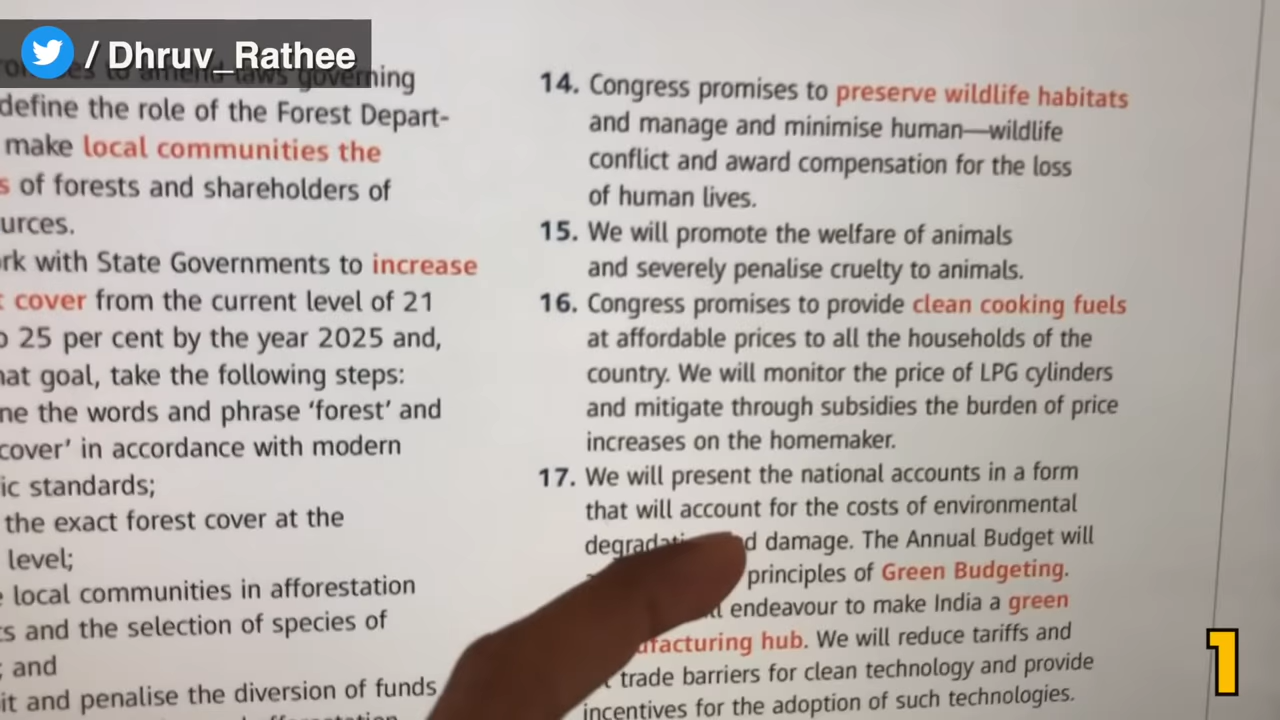 / Dhruv_Rathee
to amend laws governing
define the role of the Forest Depart-
make local communities the
s of forests and shareholders of
urces.
rk with State Governments to increase
cover from the current level of 21
25 per cent by the year 2025 and,
hat goal, take the following steps:
ne the words and phrase ‘forest’ and
cover’ in accordance with modern
ic standards;
the exact forest cover at the
level;
local communities in afforestation
s and the selection of species of
; and
it and penalise the diversion of funds
14. Congress promises to preserve wildlife habitats
and manage and minimise human—wildlife
conflict and award compensation for the loss
of human lives.
15. We will promote the welfare of animals
and severely penalise cruelty to animals.
16. Congress promises to provide clean cooking fuels
at affordable prices to all the households of the
country. We will monitor the price of LPG cylinders
and mitigate through subsidies the burden of price
increases on the homemaker.
17. We will present the national accounts in a form
that will account for the costs of environmental
d damage. The Annual Budget will
principles of Green Budgeting.
endeavour to make India a green
facturing hub. We will reduce tariffs and
trade barriers for clean technology and provide
incentives for the adoption of such technologies.
1